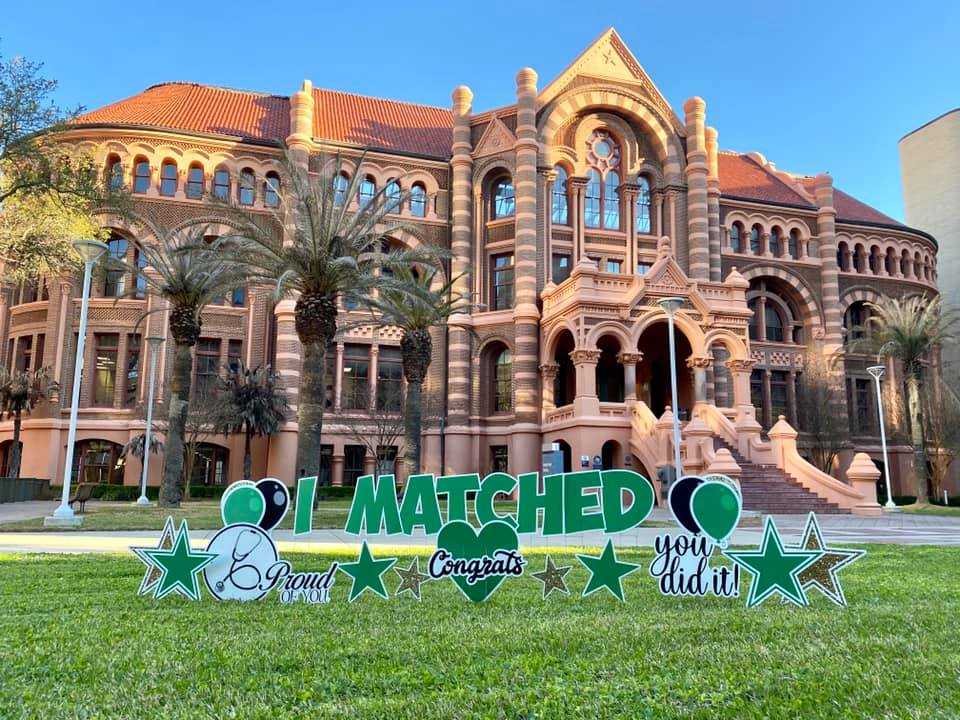 I MATCHED
Proud
OF YOU
Congrats
you
did it!